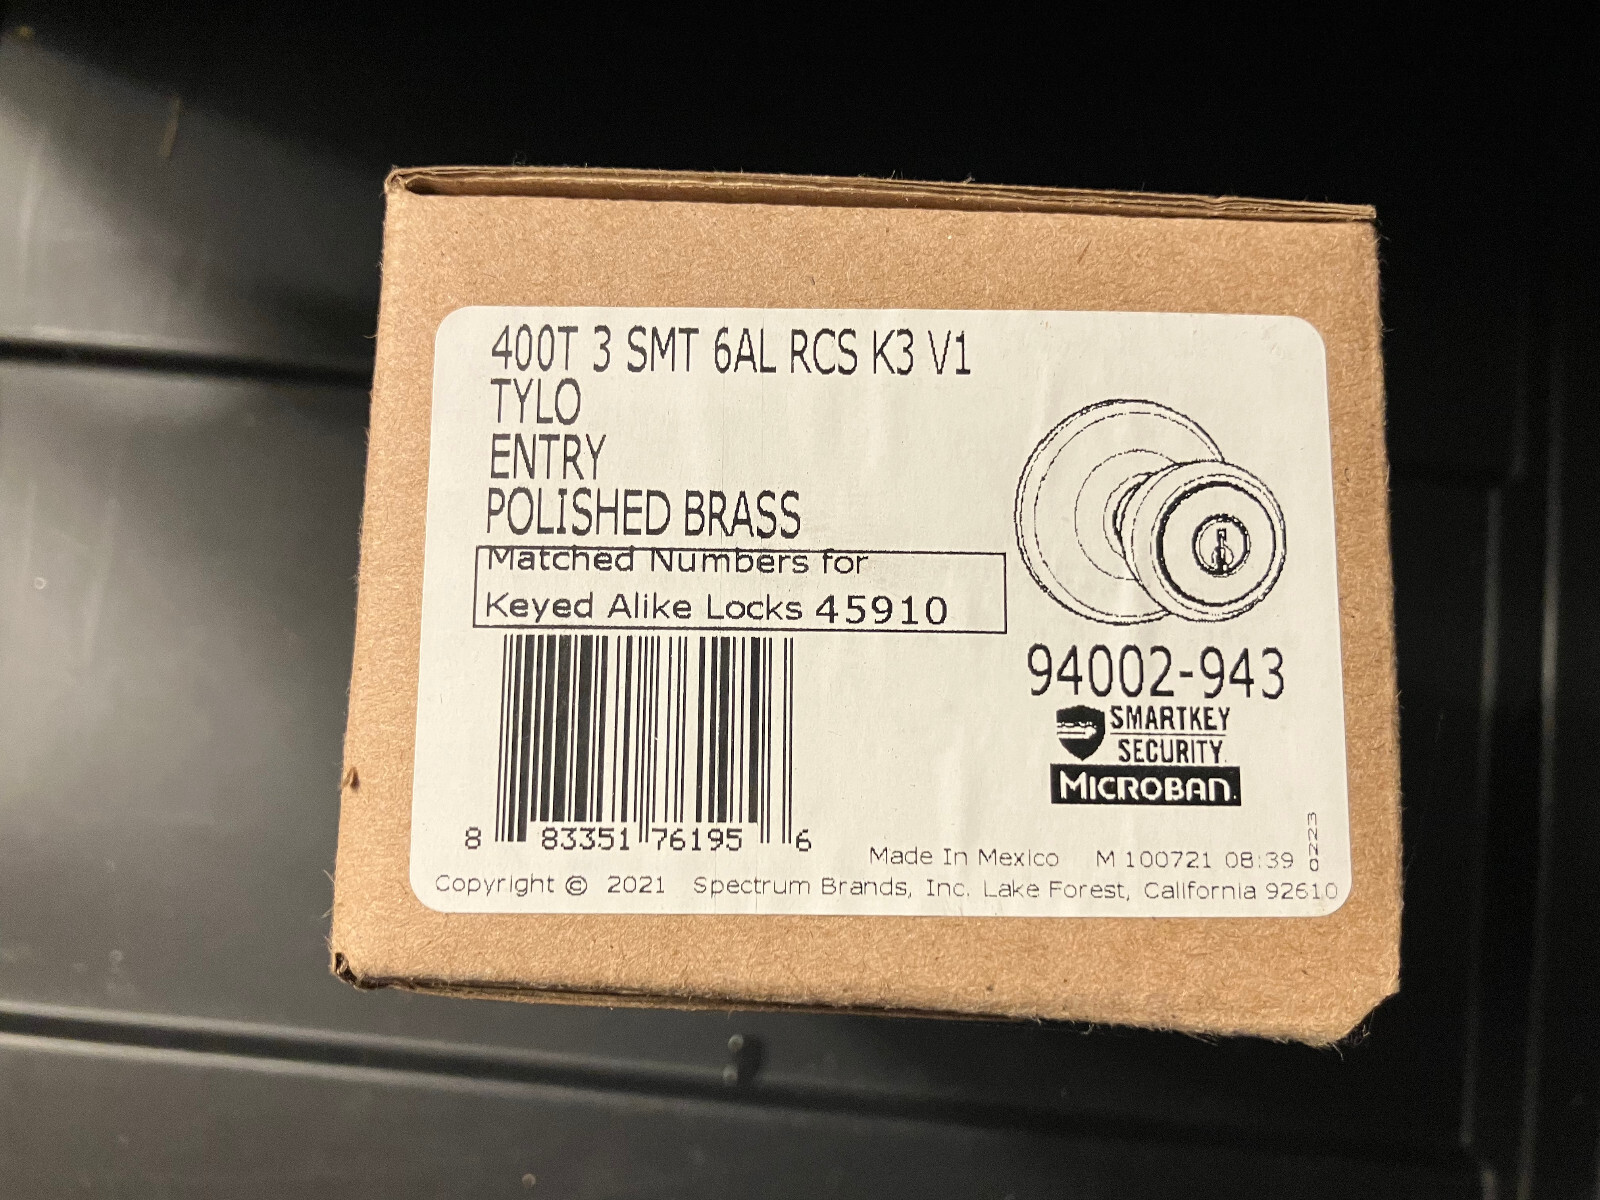 400T 3 SMT 6AL RCS K3 V1
TYLO
ENTRY
POLISHED BRASS
Matched Numbers for
Keyed Alike Locks 45910
94002-943
SMARTKEY
SECURITY
MICROBAN
8 83351 76195 6
Made In Mexico M 100721 08:39
0223
Copyright © 2021 Spectrum Brands, Inc. Lake Forest, California 92610